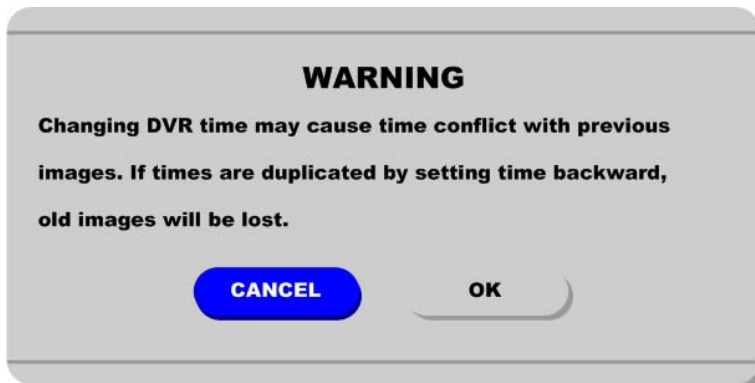 WARNING
Changing DVR time may cause time conflict with previous
images. If times are duplicated by setting time backward,
old images will be lost.
CANCEL OK